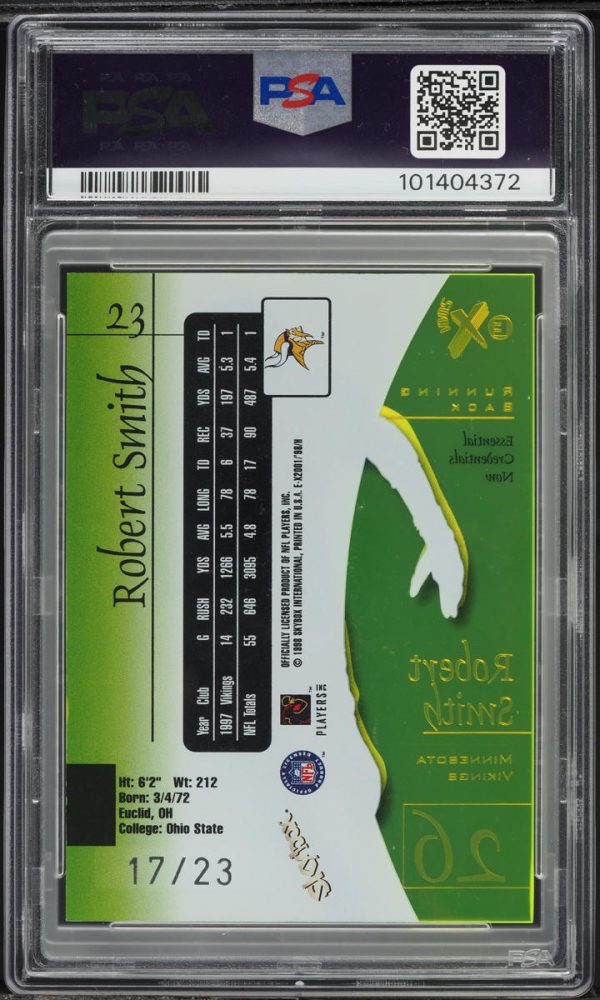 PSA
PSA
101404372
23
Robert Smith
Year Club G RUSH YDS AVG LONG TD REC YDS AVG TD
1997 Vikings 14 232 1266 5.5 78 6 37 197 5.3 1
NFL Totals 55 646 3095 4.8 78 17 90 487 5.4 1
OFFICIALLY LICENSED PRODUCT OF NFL PLAYERS, INC.
© 1998 SKYBOX INTERNATIONAL, PRINTED IN U.S.A. E-X2001/'98/H
PLAYERS INC
NFL
SkyBox
Ht: 6'2" Wt: 212
Born: 3/4/72
Euclid, OH
College: Ohio State
17/23
RUNNING
BACK
Essential
Credentials
Now
Robert
Smith
MINNESOTA
VIKINGS
26
PSA